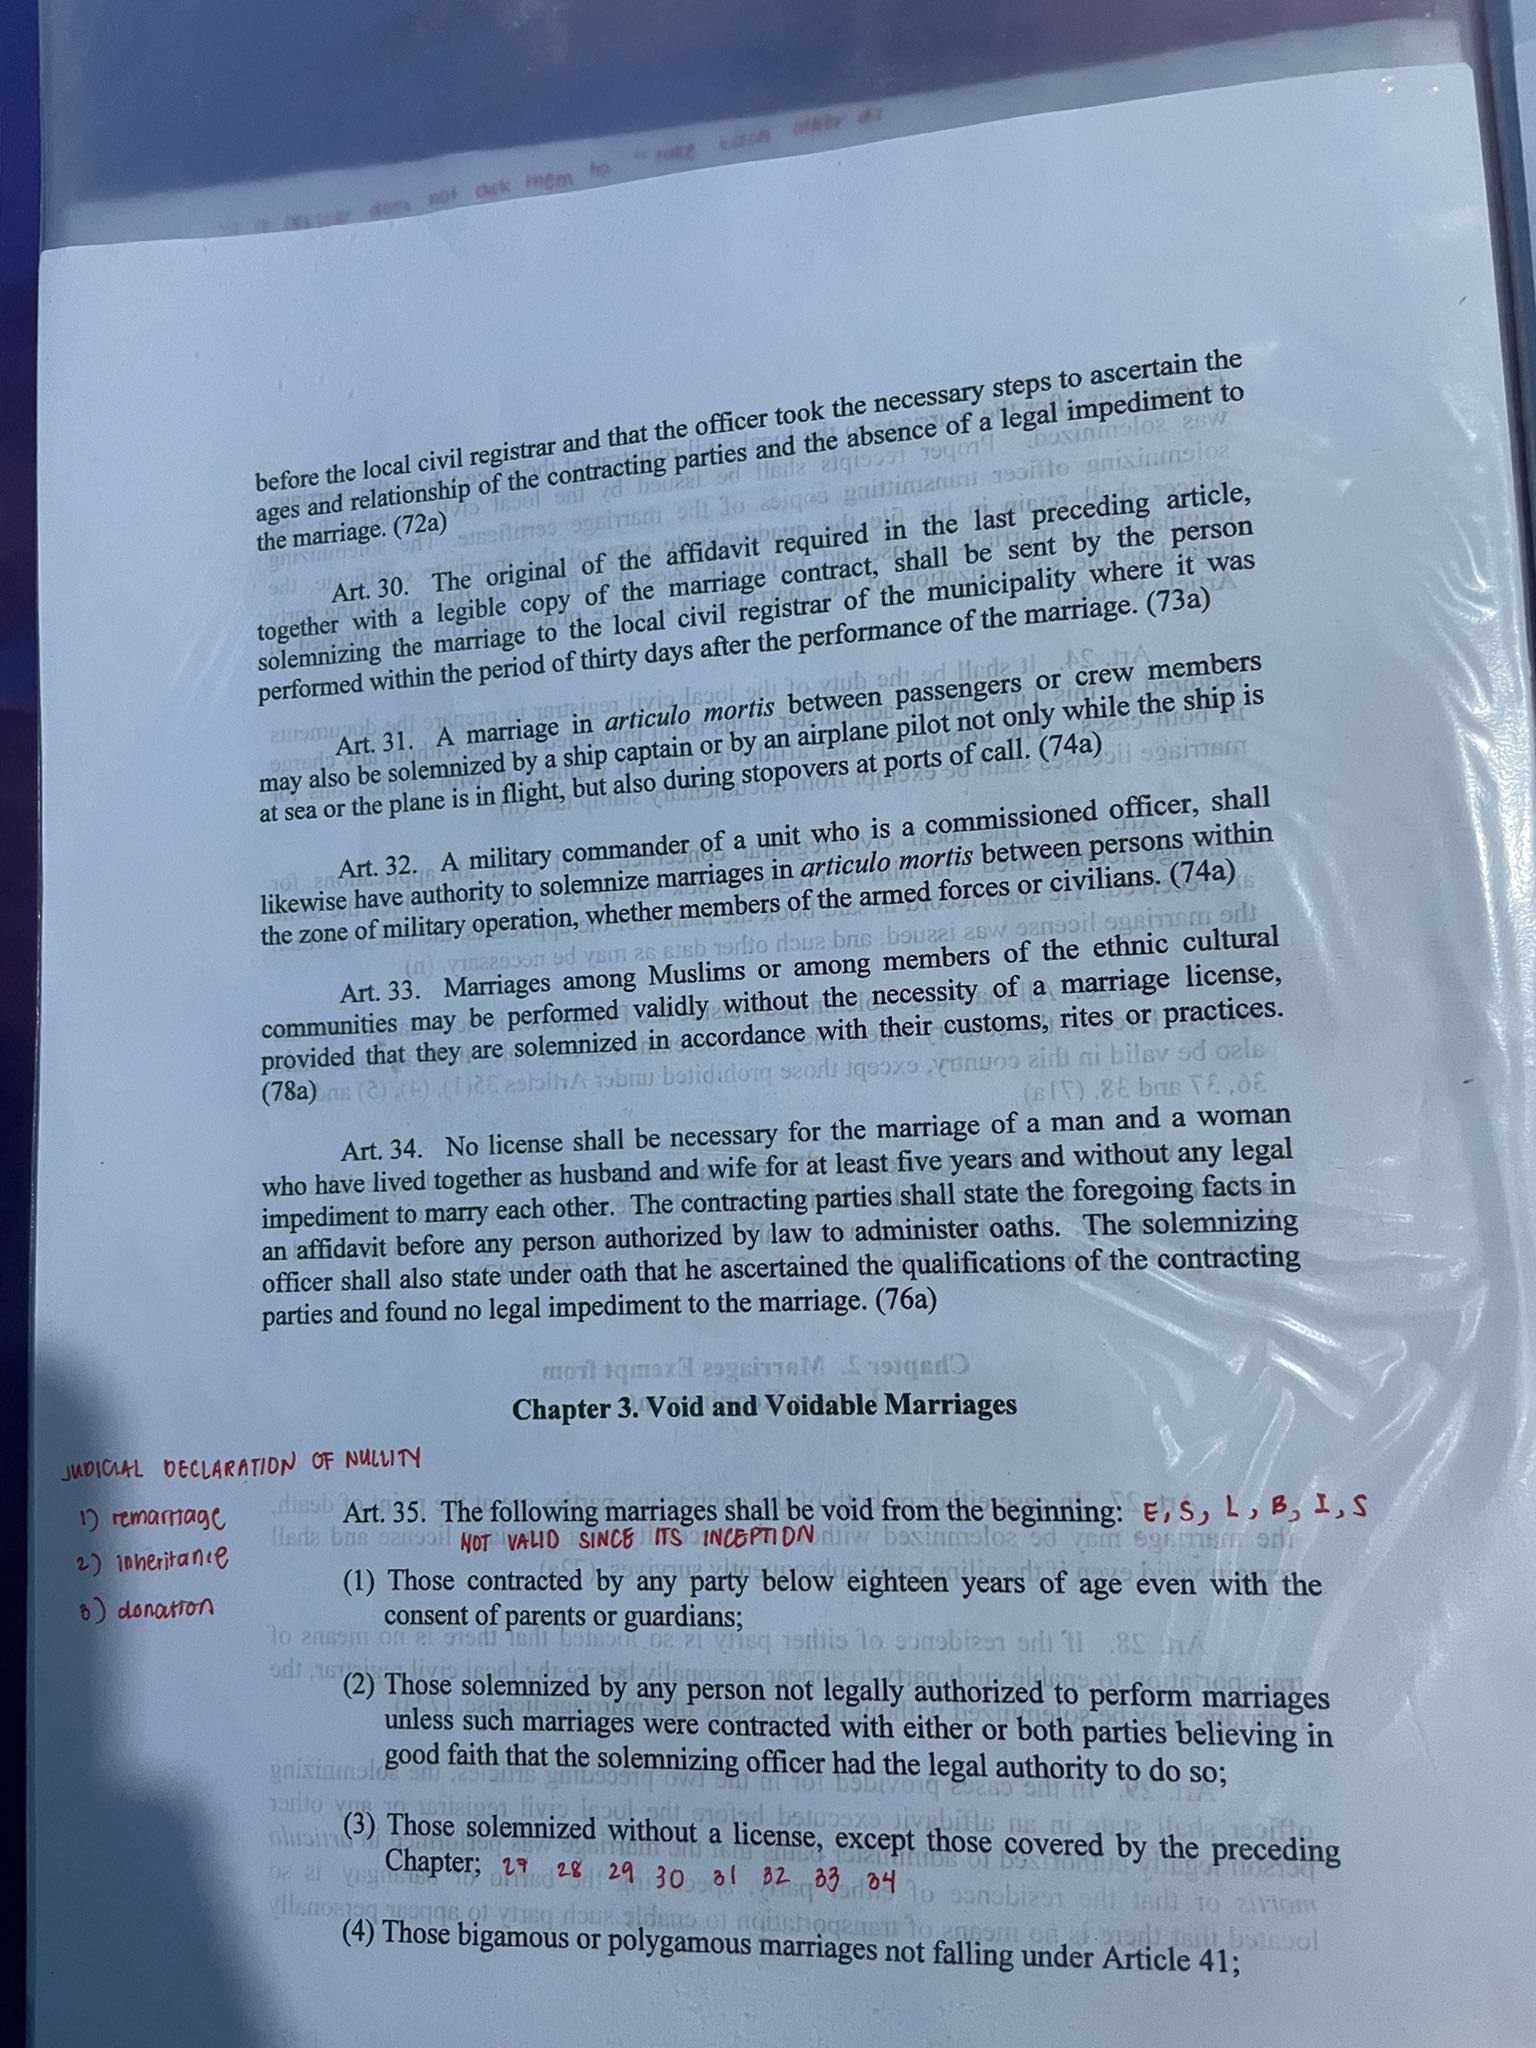 does not ask them to "take each other as
before the local civil registrar and that the officer took the necessary steps to ascertain the
ages and relationship of the contracting parties and the absence of a legal impediment to
the marriage. (72a)
Art. 30. The original of the affidavit required in the last preceding article,
together with a legible copy of the marriage contract, shall be sent by the person
solemnizing the marriage to the local civil registrar of the municipality where it was
performed within the period of thirty days after the performance of the marriage. (73a)
Art. 31. A marriage in articulo mortis between passengers or crew members
may also be solemnized by a ship captain or by an airplane pilot not only while the ship is
at sea or the plane is in flight, but also during stopovers at ports of call. (74a)
Art. 32. A military commander of a unit who is a commissioned officer, shall
likewise have authority to solemnize marriages in articulo mortis between persons within
the zone of military operation, whether members of the armed forces or civilians. (74a)
Art. 33. Marriages among Muslims or among members of the ethnic cultural
communities may be performed validly without the necessity of a marriage license,
provided that they are solemnized in accordance with their customs, rites or practices.
(78a)
Art. 34. No license shall be necessary for the marriage of a man and a woman
who have lived together as husband and wife for at least five years and without any legal
impediment to marry each other. The contracting parties shall state the foregoing facts in
an affidavit before any person authorized by law to administer oaths. The solemnizing
officer shall also state under oath that he ascertained the qualifications of the contracting
parties and found no legal impediment to the marriage. (76a)
Chapter 3. Void and Voidable Marriages
JUDICIAL DECLARATION OF NULLITY
1) remarriage
2) inheritance
3) donation
Art. 35. The following marriages shall be void from the beginning: E, S, L, B, I, S
NOT VALID SINCE ITS INCEPTION
(1) Those contracted by any party below eighteen years of age even with the
consent of parents or guardians;
(2) Those solemnized by any person not legally authorized to perform marriages
unless such marriages were contracted with either or both parties believing in
good faith that the solemnizing officer had the legal authority to do so;
(3) Those solemnized without a license, except those covered by the preceding
Chapter; 27 28 29 30 31 32 33 34
(4) Those bigamous or polygamous marriages not falling under Article 41;